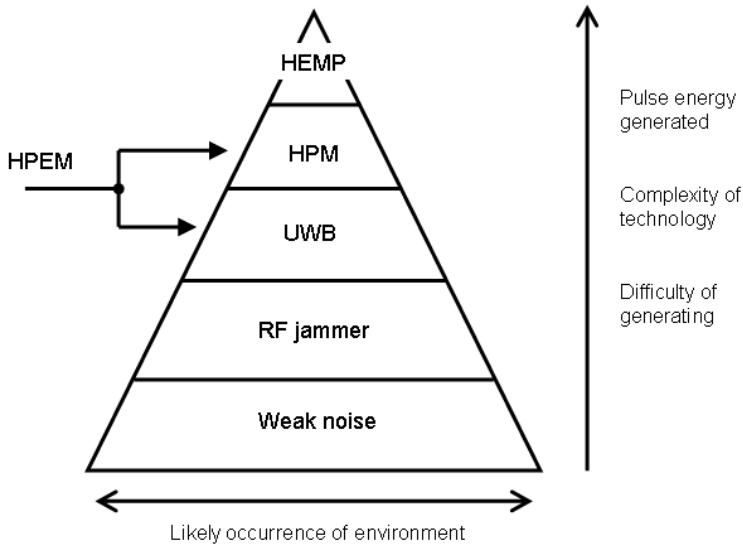 HEMP
HPM
HPEM
UWB
RF jammer
Weak noise
Pulse energy
generated
Complexity of
technology
Difficulty of
generating
Likely occurrence of environment